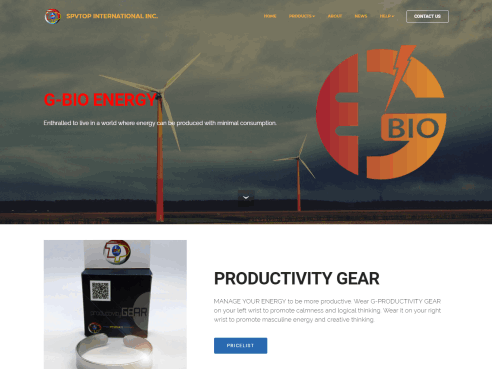 SPVTOP INTERNATIONAL INC.
HOME PRODUCTS ABOUT NEWS HELP CONTACT US
G-BIO ENERGY
Enthralled to live in a world where energy can be produced with minimal consumption.
BIO
GEAR
PRODUCTIVITY GEAR
MANAGE YOUR ENERGY to be more productive. Wear G-PRODUCTIVITY GEAR
on your left wrist to promote calmness and logical thinking. Wear it on your right
wrist to promote masculine energy and creative thinking
PRICELIST